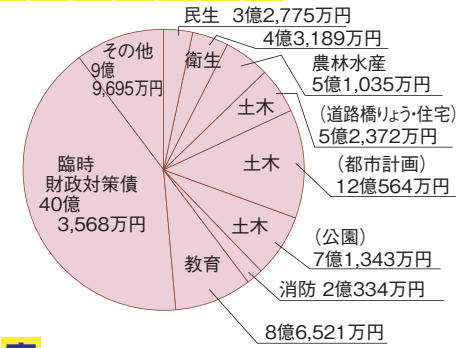 民生 3億2,775万円
衛生 4億3,189万円
農林水産
5億1,035万円
土木
(道路橋りょう・住宅)
5億2,372万円
土木
(都市計画)
12億564万円
土木
(公園)
7億1,343万円
消防 2億334万円
教育
8億6,521万円
臨時
財政対策債
40億
3,568万円
その他
9億
9,695万円